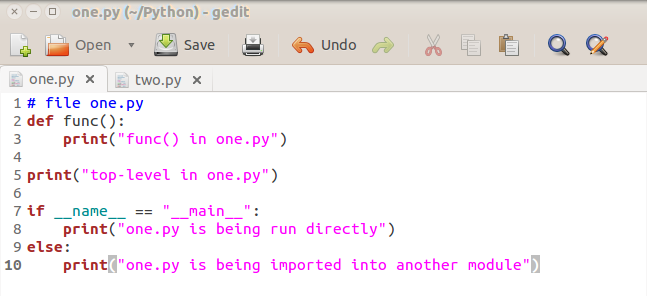 one.py (~/Python) - gedit
Open Save Undo
one.py × two.py ×
1 # file one.py
2 def func():
3     print("func() in one.py")
4
5 print("top-level in one.py")
6
7 if __name__ == "__main__":
8     print("one.py is being run directly")
9 else:
10     print("one.py is being imported into another module")